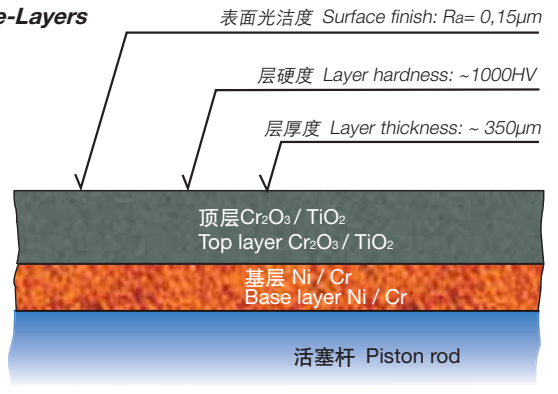 e-Layers
表面光洁度 Surface finish: Ra= 0,15µm
层硬度 Layer hardness: ~1000HV
层厚度 Layer thickness: ~ 350µm
顶层Cr₂O₃ / TiO₂
Top layer Cr₂O₃ / TiO₂
基层 Ni / Cr
Base layer Ni / Cr
活塞杆 Piston rod